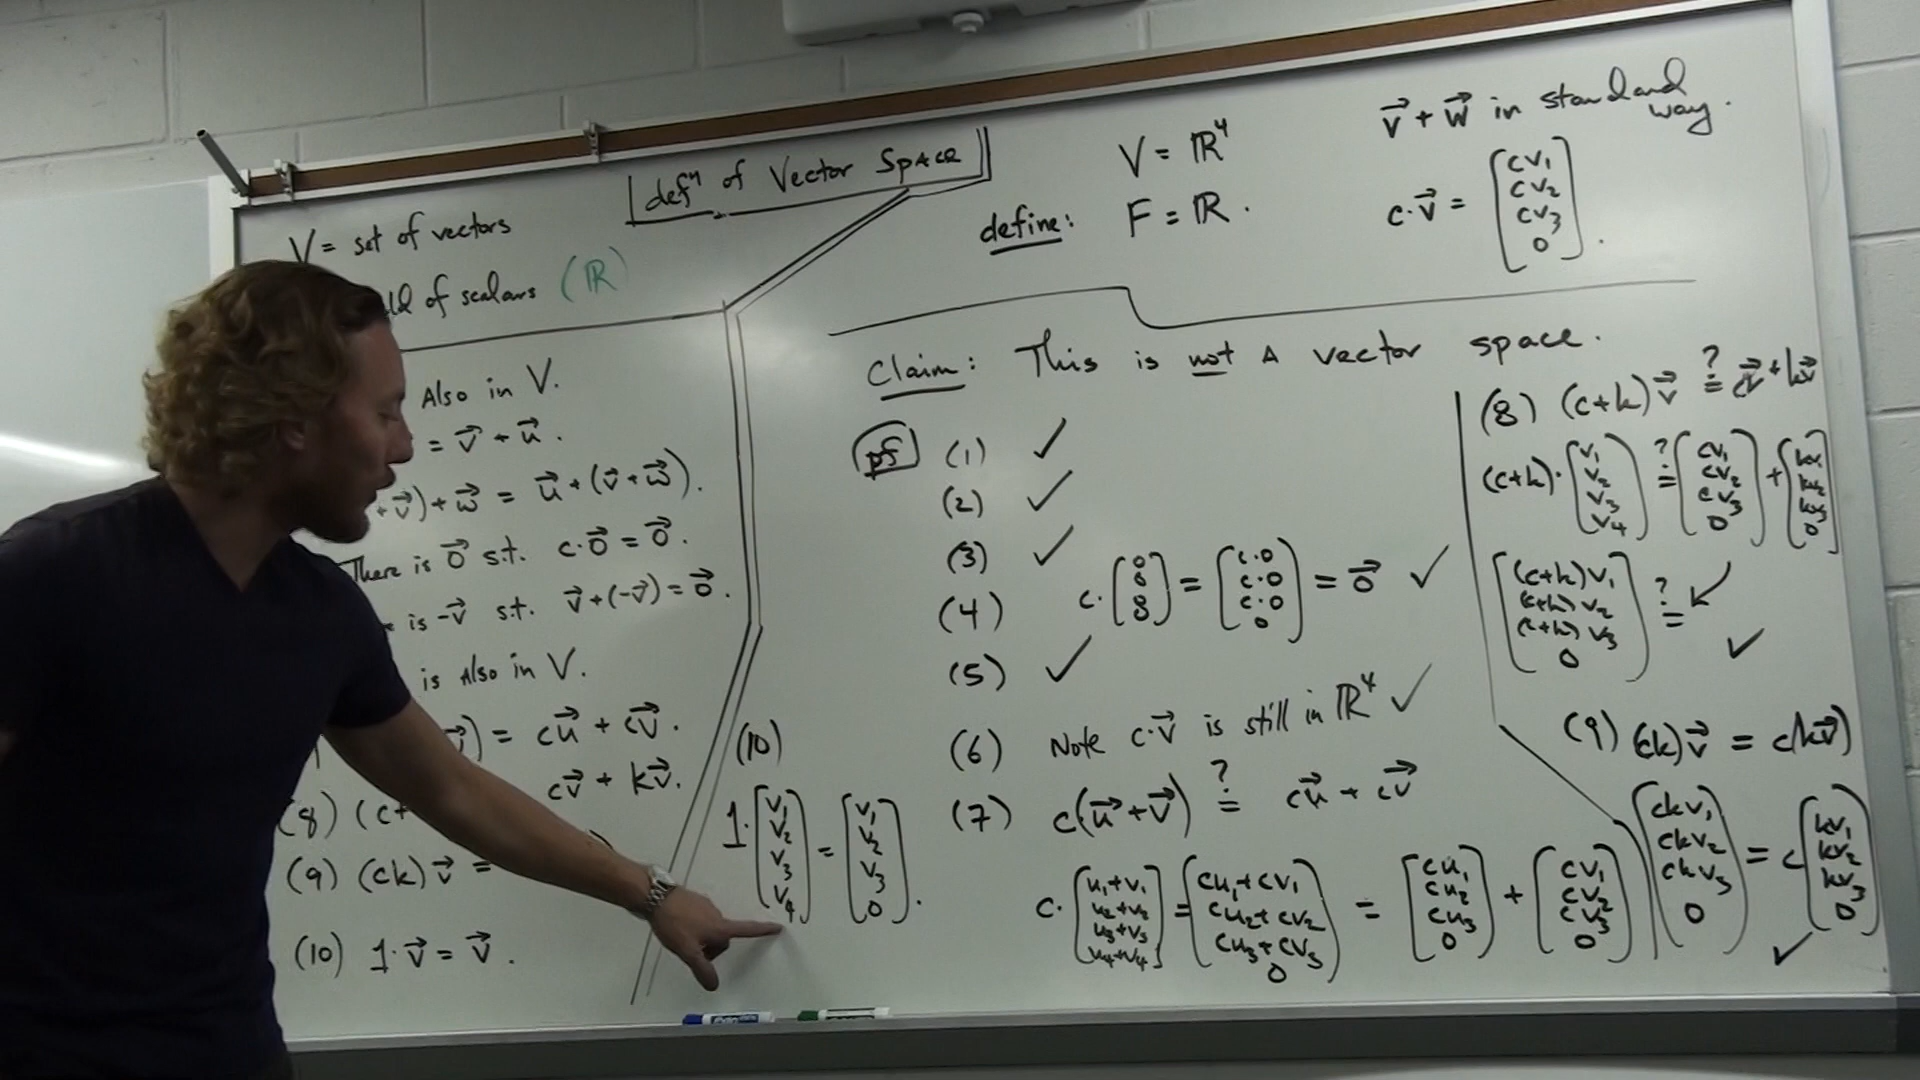 defⁿ of Vector Space
V = set of vectors
of scalars (ℝ)
Also in V.
= v⃗ + u⃗ .
+ v⃗) + w⃗ = u⃗ + (v⃗ + w⃗).
There is 0⃗ s.t. c·0⃗ = 0⃗.
is -v⃗ s.t. v⃗+(-v⃗) = 0⃗.
is Also in V.
) = cu⃗ + cv⃗.
(8) (c+ cv⃗ + kv⃗.
(9) (ck)v⃗ =
(10) 1·v⃗ = v⃗.
(10)
1·[v₁ v₂ v₃ v₄] = [v₁ v₂ v₃ 0].
define:
V = ℝ⁴
F = ℝ.
v⃗ + w⃗ in standard way.
c·v⃗ = [cv₁ cv₂ cv₃ 0].
Claim: This is not A vector space.
pf (1) ✓
(2) ✓
(3) ✓
(4) c·[0 0 0 0] = [c·0 c·0 c·0 0] = 0⃗ ✓
(5) ✓
(6) Note c·v⃗ is still in ℝ⁴ ✓
(7) c(u⃗+v⃗) ?= cu⃗ + cv⃗
c·[u₁+v₁ u₂+v₂ u₃+v₃ u₄+v₄] = [cu₁+cv₁ cu₂+cv₂ cu₃+cv₃ 0] = [cu₁ cu₂ cu₃ 0] + [cv₁ cv₂ cv₃ 0]
(8) (c+k)v⃗ ?= cv⃗ + kv⃗
(c+k)·[v₁ v₂ v₃ v₄] ?= [cv₁ cv₂ cv₃ 0] + [kv₁ kv₂ kv₃ 0]
[(c+k)v₁ (c+k)v₂ (c+k)v₃ 0] ?= ✓
(9) (ck)v⃗ = c(kv⃗)
[ckv₁ ckv₂ ckv₃ 0] = c[kv₁ kv₂ kv₃ 0] ✓